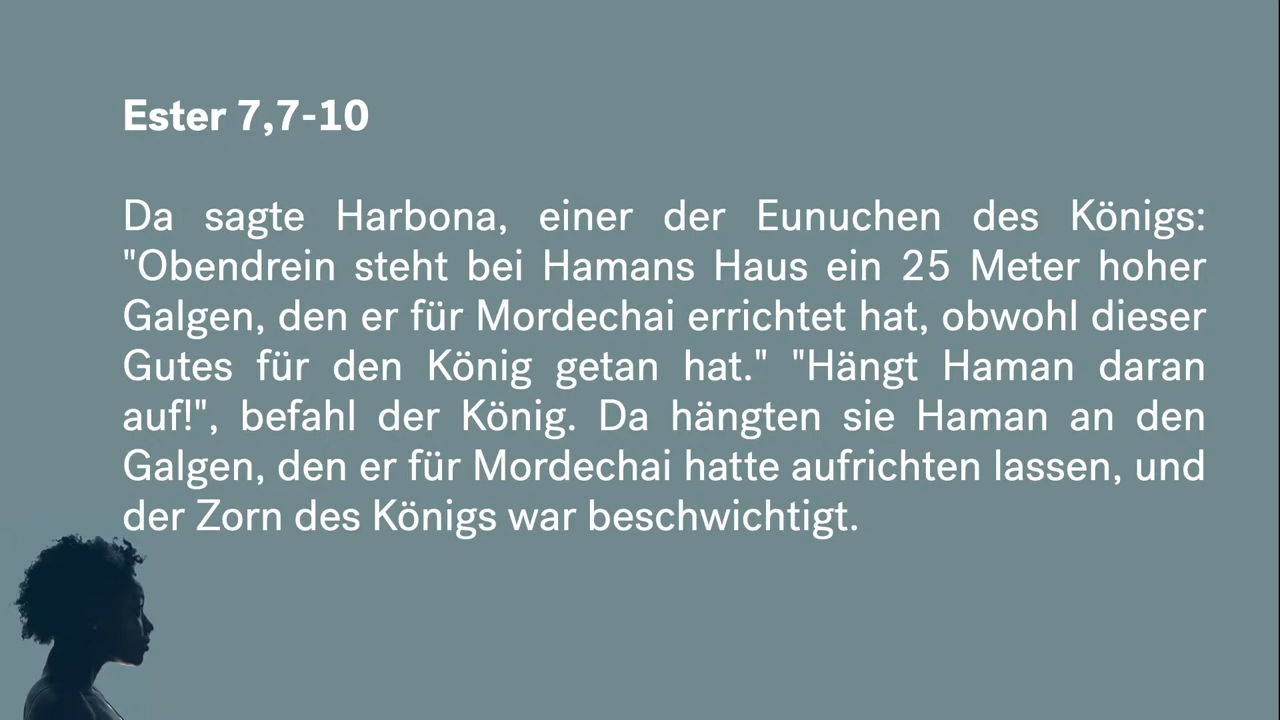 Ester 7,7-10
Da sagte Harbona, einer der Eunuchen des Königs:
"Obendrein steht bei Hamans Haus ein 25 Meter hoher
Galgen, den er für Mordechai errichtet hat, obwohl dieser
Gutes für den König getan hat." "Hängt Haman daran
auf!", befahl der König. Da hängten sie Haman an den
Galgen, den er für Mordechai hatte aufrichten lassen, und
der Zorn des Königs war beschwichtigt.